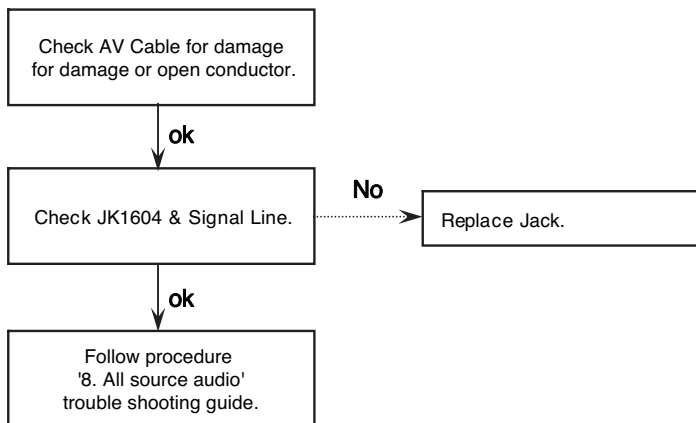 Check AV Cable for damage
for damage or open conductor.
ok
Check JK1604 & Signal Line.
No
Replace Jack.
ok
Follow procedure
'8. All source audio'
trouble shooting guide.